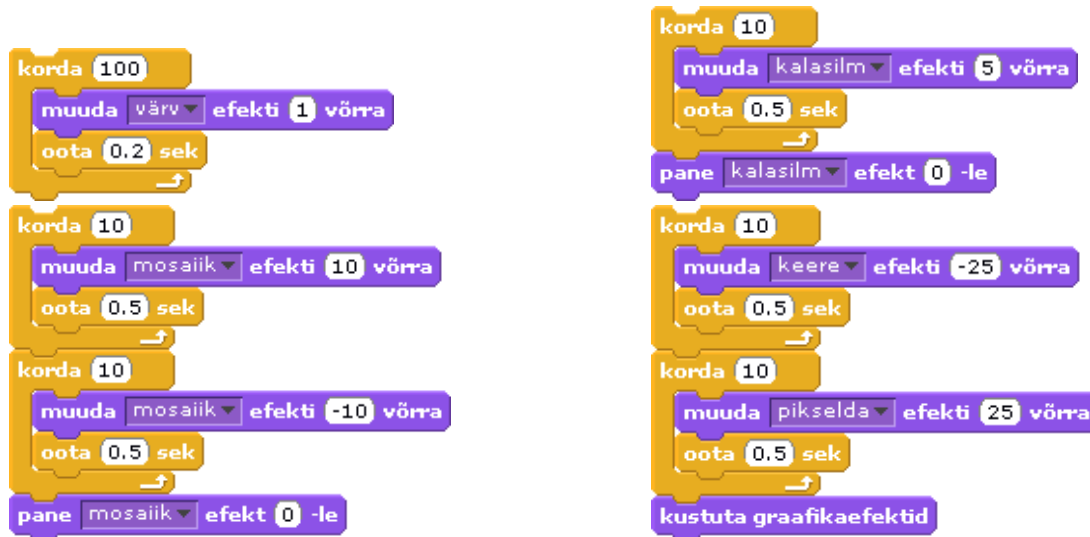 korda 100
muuda värv efekti 1 võrra
oota 0.2 sek
korda 10
muuda mosaiik efekti 10 võrra
oota 0.5 sek
korda 10
muuda mosaiik efekti -10 võrra
oota 0.5 sek
pane mosaiik efekt 0 -le
korda 10
muuda kalasilm efekti 5 võrra
oota 0.5 sek
pane kalasilm efekt 0 -le
korda 10
muuda keere efekti -25 võrra
oota 0.5 sek
korda 10
muuda pikselda efekti 25 võrra
oota 0.5 sek
kustuta graafikaefektid